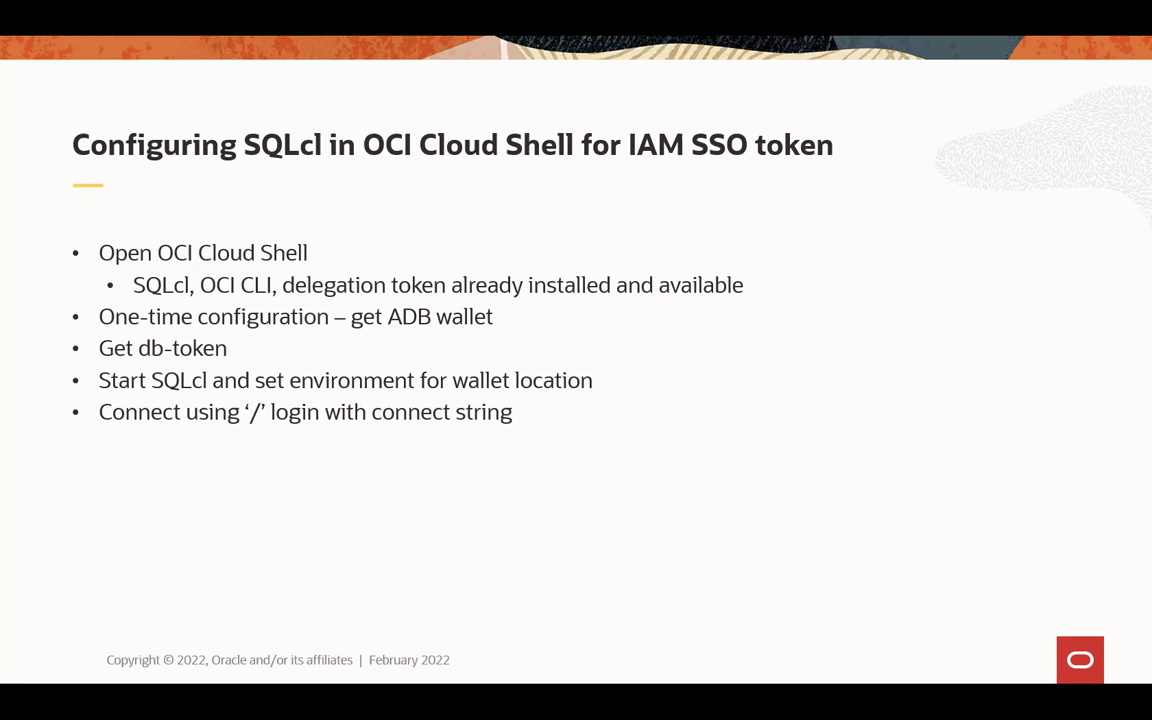 Configuring SQLcl in OCI Cloud Shell for IAM SSO token
• Open OCI Cloud Shell
• SQLcl, OCI CLI, delegation token already installed and available
• One-time configuration – get ADB wallet
• Get db-token
• Start SQLcl and set environment for wallet location
• Connect using ‘/’ login with connect string
Copyright © 2022, Oracle and/or its affiliates | February 2022